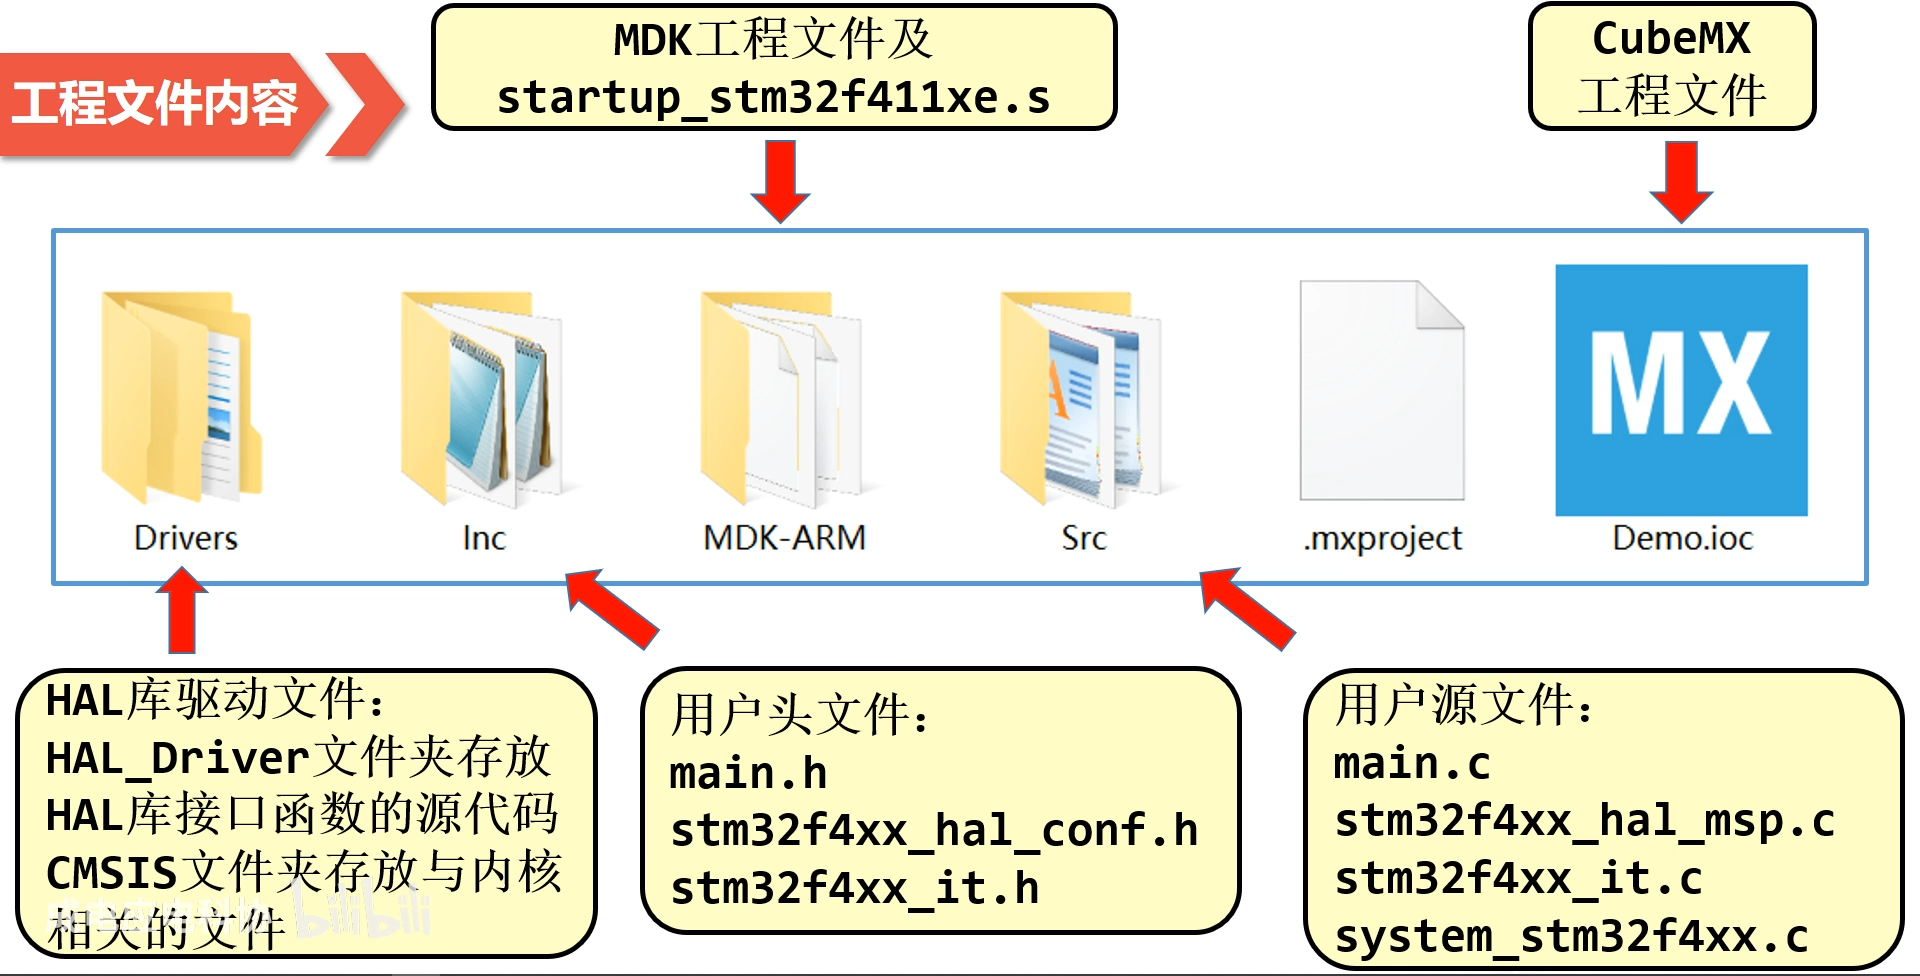 工程文件内容
MDK工程文件及
startup_stm32f411xe.s
CubeMX
工程文件
MX
Drivers
Inc
MDK-ARM
Src
.mxproject
Demo.ioc
HAL库驱动文件：
HAL_Driver文件夹存放
HAL库接口函数的源代码
CMSIS文件夹存放与内核
相关的文件
bilibili
用户头文件：
main.h
stm32f4xx_hal_conf.h
stm32f4xx_it.h
用户源文件：
main.c
stm32f4xx_hal_msp.c
stm32f4xx_it.c
system_stm32f4xx.c